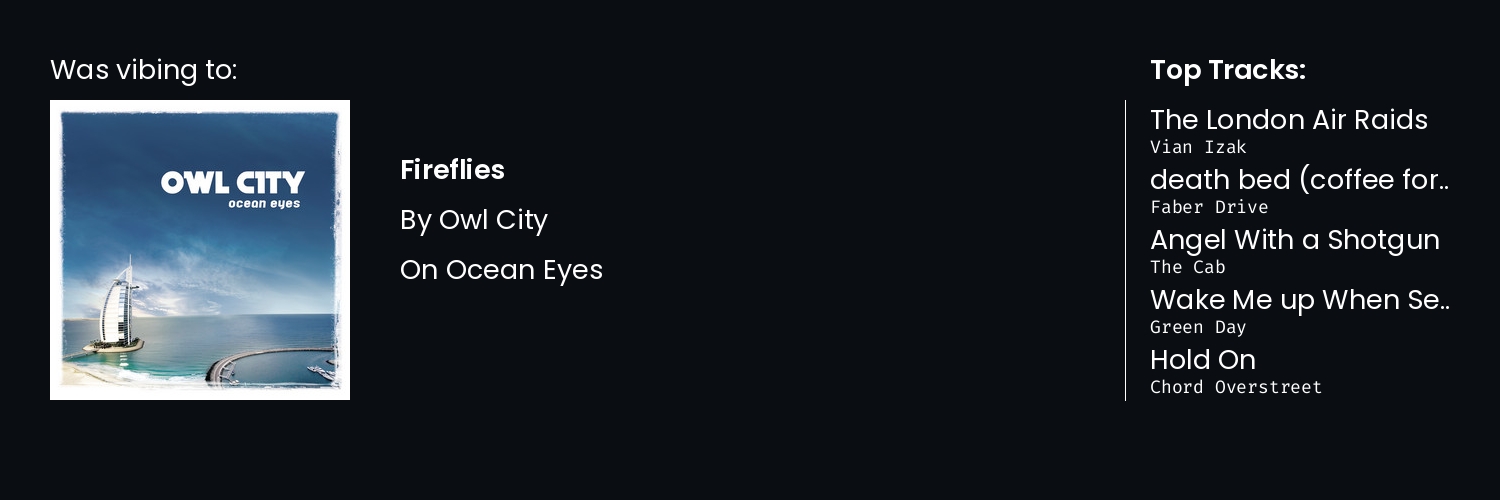 Was vibing to:
OWL CITY
ocean eyes
Fireflies
By Owl City
On Ocean Eyes
Top Tracks:
The London Air Raids
Vian Izak
death bed (coffee for..
Faber Drive
Angel With a Shotgun
The Cab
Wake Me up When Se..
Green Day
Hold On
Chord Overstreet